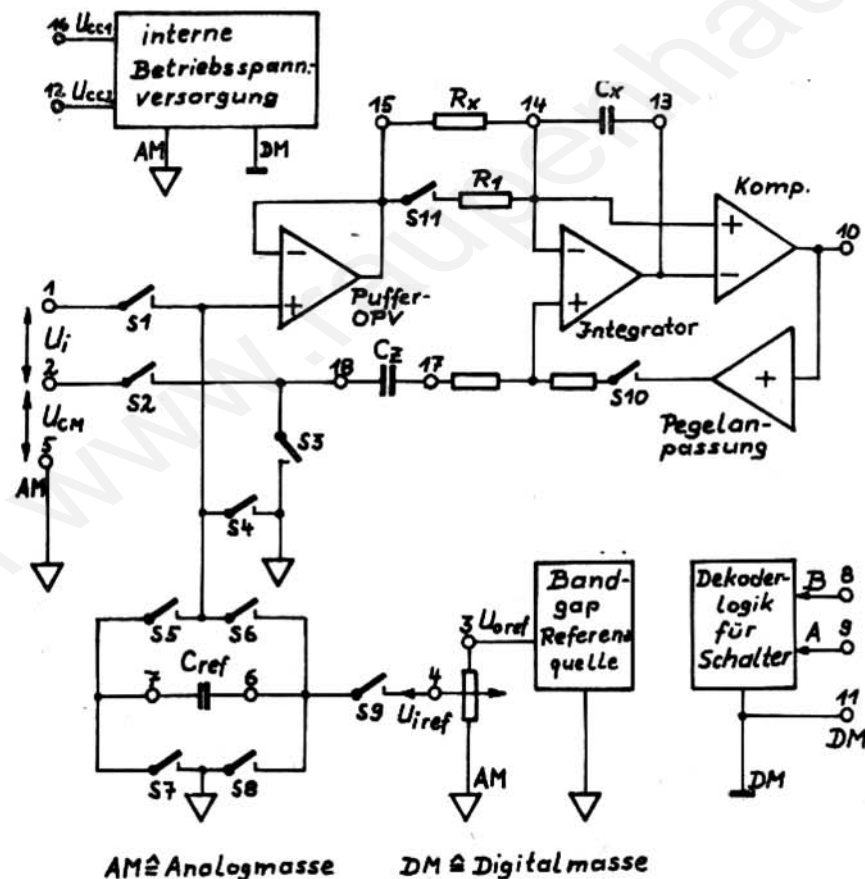 16 UCC1
interne
Betriebsspann.-
versorgung
12 UCC2
AM
DM
15
Rx
14
Cx
13
S11
R1
Komp.
10
1
S1
Puffer-
OPV
Integrator
Ui
2
S2
18
Cz
17
S10
Pegelan-
passung
UCM
5
S3
AM
S4
S5
S6
7
Cref
6
S9
4
Uiref
3
Uoref
Band-
gap
Referenz
quelle
Dekoder-
logik
für
Schalter
B 8
A 9
11
DM
S7
S8
AM
DM
AM ≙ Analogmasse
DM ≙ Digitalmasse